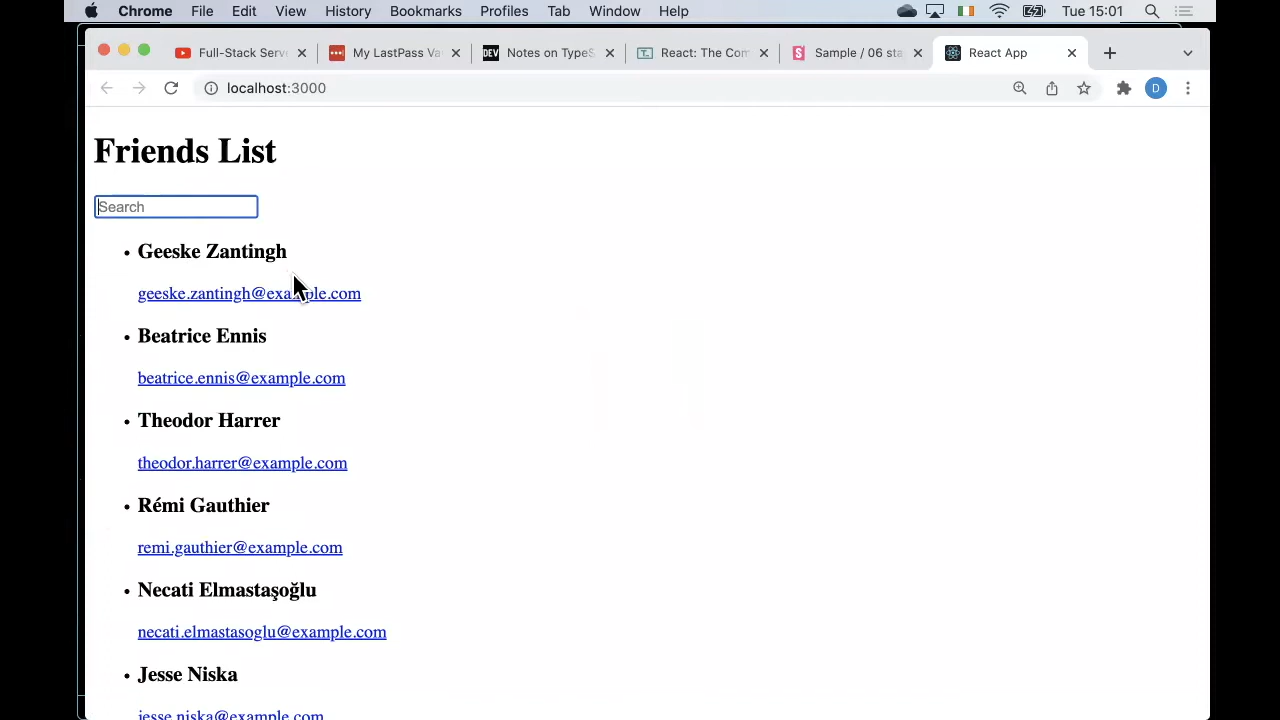 Chrome File Edit View History Bookmarks Profiles Tab Window Help Tue 15:01
Full-Stack Serve My LastPass Va DEV Notes on TypeS React: The Com Sample / 06 sta React App
localhost:3000 D
Friends List
Search
Geeske Zantingh
geeske.zantingh@example.com
Beatrice Ennis
beatrice.ennis@example.com
Theodor Harrer
theodor.harrer@example.com
Rémi Gauthier
remi.gauthier@example.com
Necati Elmastaşoğlu
necati.elmastasoglu@example.com
Jesse Niska
jesse.niska@example.com